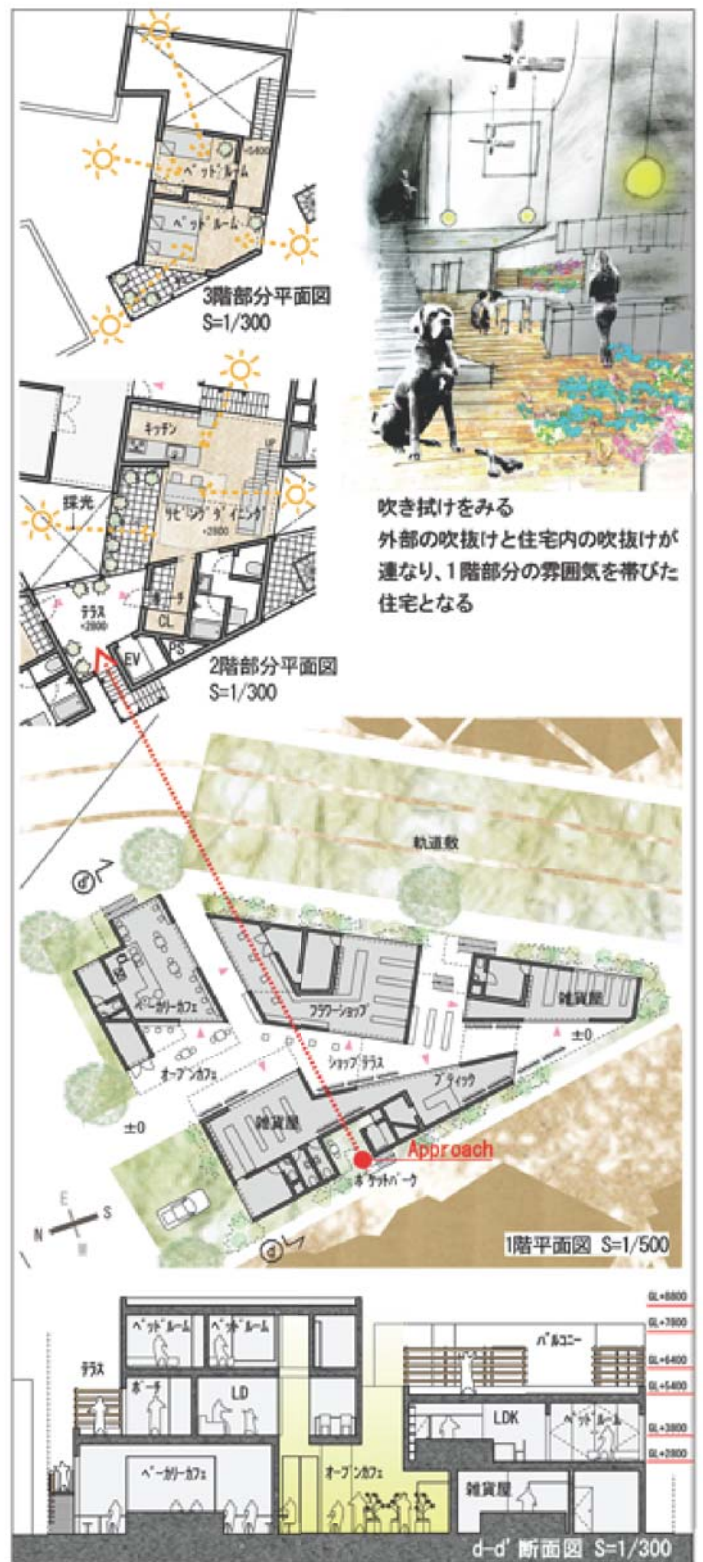 +5400
ベッドルーム
ベッドルーム
3階部分平面図
S=1/300
吹き拭けをみる
外部の吹抜けと住宅内の吹抜けが
連なり、1階部分の雰囲気を帯びた
住宅となる
キッチン
UP
採光
リビングダイニング
+2800
テラス
+2800
ポーチ
CL
EV
PS
2階部分平面図
S=1/300
軌道敷
d'
ベーカリーカフェ
フラワーショップ
雑貨屋
±0
オープンカフェ
ショップテラス
ブティック
±0
雑貨屋
Approach
ポケットパーク
E
N
S
d
1階平面図 S=1/500
GL+8800
ベッドルーム
ベッドルーム
GL+7800
バルコニー
テラス
GL+6400
ポーチ
LD
GL+5400
LDK
ベッドルーム
GL+3800
GL+2800
ベーカリーカフェ
オープンカフェ
雑貨屋
d-d' 断面図 S=1/300